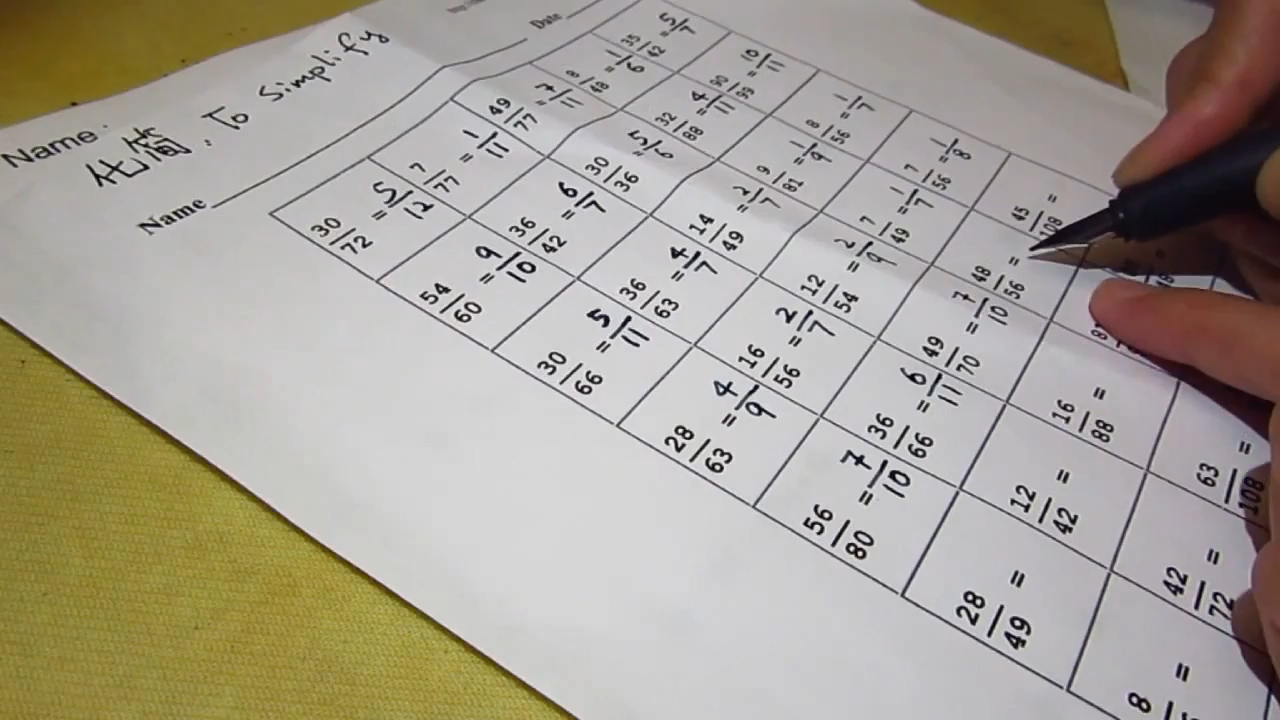 Name:
化简. To Simplify
Name Date
30/72 = 5/12 7/77 = 1/11 49/77 = 7/11 8/48 = 1/6 35/42 = 5/7
54/60 = 9/10 36/42 = 6/7 30/36 = 5/6 32/88 = 4/11 90/99 = 10/11
30/66 = 5/11 36/63 = 4/7 14/49 = 2/7 9/81 = 1/9 8/56 = 1/7
28/63 = 4/9 16/56 = 2/7 12/54 = 2/9 7/49 = 1/7 7/56 = 1/8
56/80 = 7/10 36/66 = 6/11 49/70 = 7/10 48/56 = 45/108 =
28/49 = 12/42 = 16/88 =
8 = 42/72 = 63/108 =